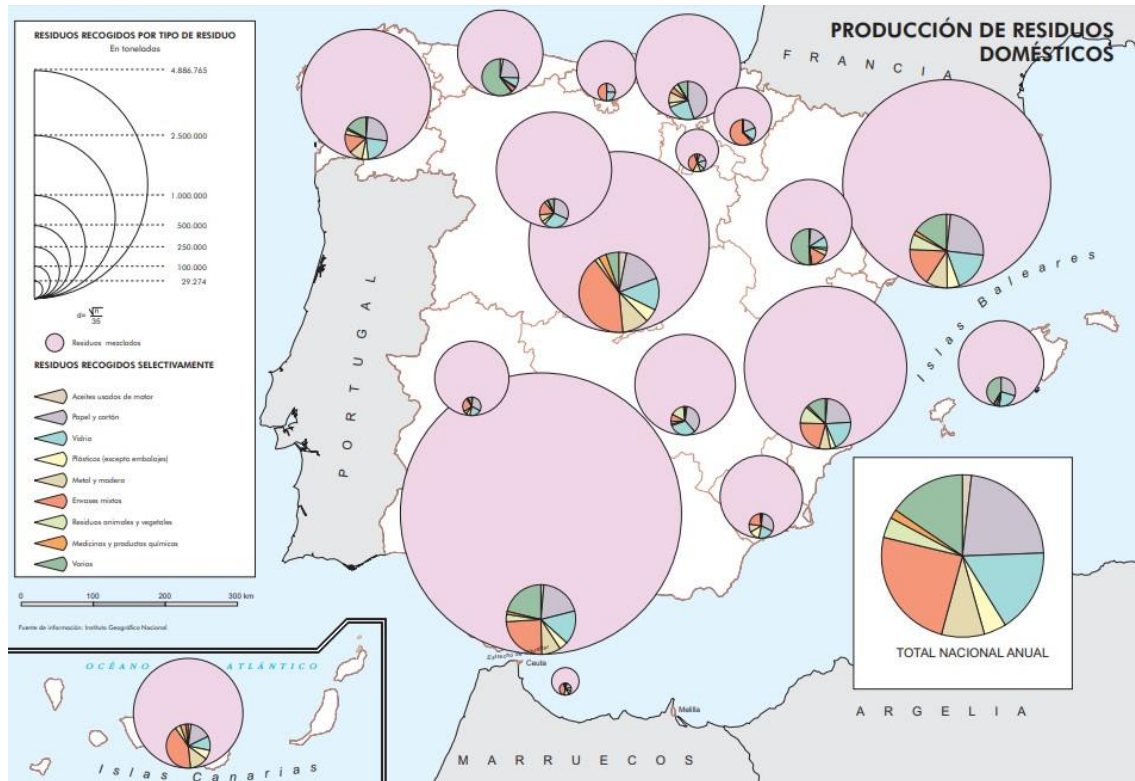 PRODUCCIÓN DE RESIDUOS
DOMÉSTICOS
RESIDUOS RECOGIDOS POR TIPO DE RESIDUO
En toneladas
4.886.765
2.500.000
1.000.000
500.000
250.000
100.000
29.274
d= √n
35
Residuos mezclados
RESIDUOS RECOGIDOS SELECTIVAMENTE
Aceites usados de motor
Papel y cartón
Vidrio
Plásticos (excepto embalajes)
Metal y madera
Envases mixtos
Residuos animales y vegetales
Medicinas y productos químicos
Varios
0 100 200 300 km
Fuente de información: Instituto Geográfico Nacional
FRANCIA
PORTUGAL
Islas Baleares
Estrecho de Gibraltar
Ceuta
Melilla
MARRUECOS
ARGELIA
TOTAL NACIONAL ANUAL
OCÉANO ATLÁNTICO
Islas Canarias